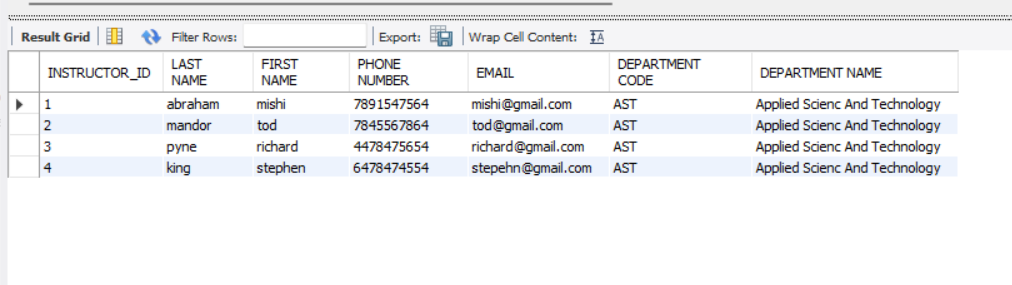 Result Grid Filter Rows: Export: Wrap Cell Content:
INSTRUCTOR_ID LAST NAME FIRST NAME PHONE NUMBER EMAIL DEPARTMENT CODE DEPARTMENT NAME
1 abraham mishi 7891547564 mishi@gmail.com AST Applied Scienc And Technology
2 mandor tod 7845567864 tod@gmail.com AST Applied Scienc And Technology
3 pyne richard 4478475654 richard@gmail.com AST Applied Scienc And Technology
4 king stephen 6478474554 stepehn@gmail.com AST Applied Scienc And Technology